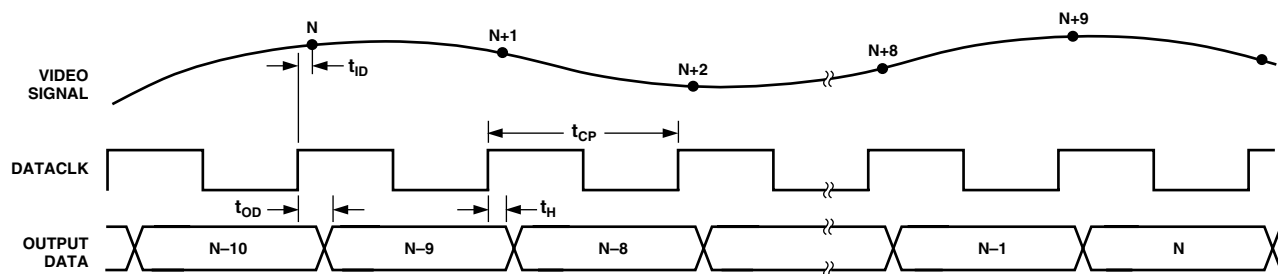 N
N+1
N+2
N+8
N+9
VIDEO
SIGNAL
tID
tCP
DATACLK
tOD
tH
OUTPUT
DATA
N–10
N–9
N–8
N–1
N